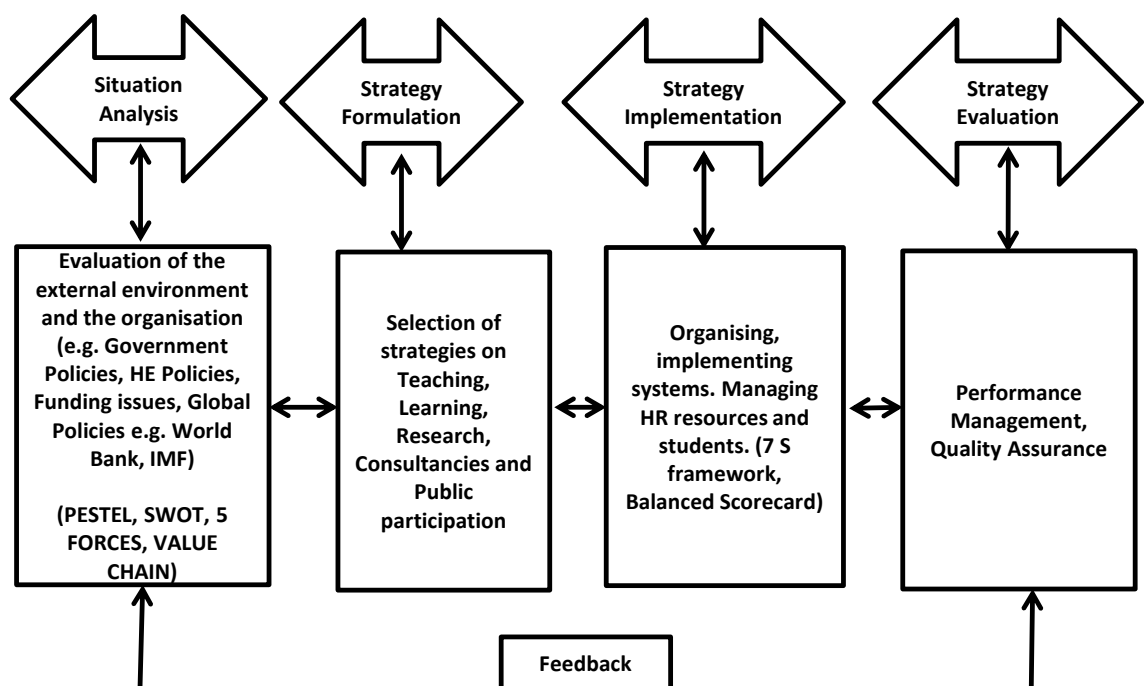 Situation
Analysis
Strategy
Formulation
Strategy
Implementation
Strategy
Evaluation
Evaluation of the
external environment
and the organisation
(e.g. Government
Policies, HE Policies,
Funding issues, Global
Policies e.g. World
Bank, IMF)
(PESTEL, SWOT, 5
FORCES, VALUE
CHAIN)
Selection of
strategies on
Teaching,
Learning,
Research,
Consultancies and
Public
participation
Organising,
implementing
systems. Managing
HR resources and
students. (7 S
framework,
Balanced Scorecard)
Performance
Management,
Quality Assurance
Feedback